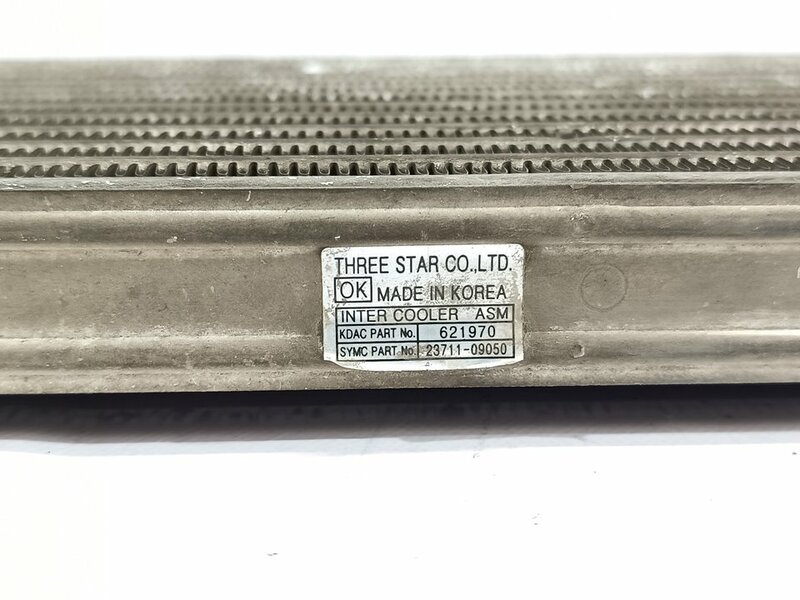 THREE STAR CO.,LTD.
OK MADE IN KOREA
INTER COOLER ASM
KDAC PART No. 621970
SYMC PART No. 23711-09050